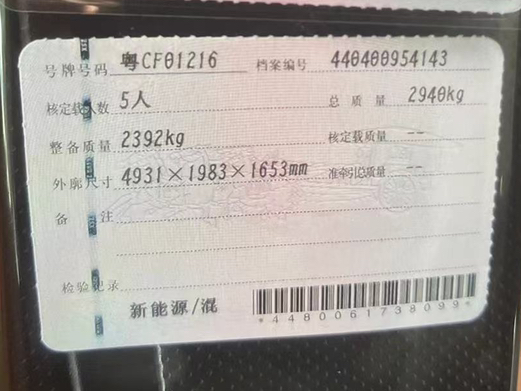 号牌号码 粤CF01216 档案编号 440400954143
核定载人数 5人 总质量 2940kg
整备质量 2392kg 核定载质量 --
外廓尺寸 4931×1983×1653mm 准牵引总质量 --
备注
检验记录
新能源/混
*4480061738099*